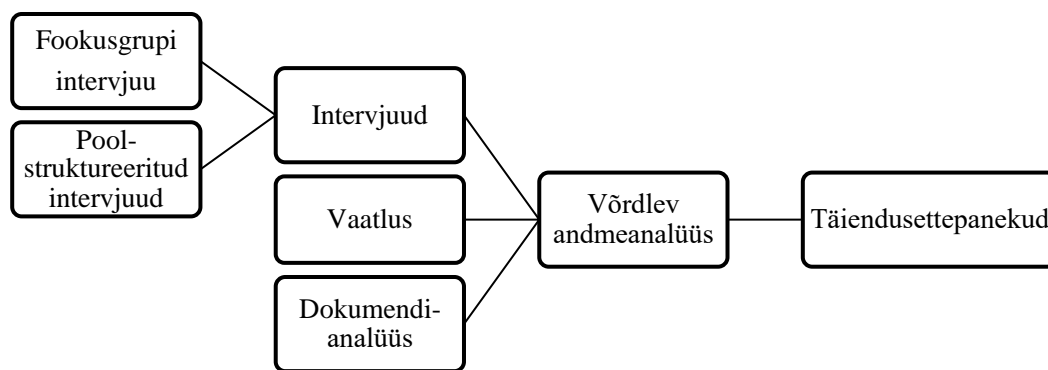 Fookusgrupi
intervjuu
Pool-
struktureeritud
intervjuud
Intervjuud
Vaatlus
Dokumendi-
analüüs
Võrdlev
andmeanalüüs
Täiendusettepanekud